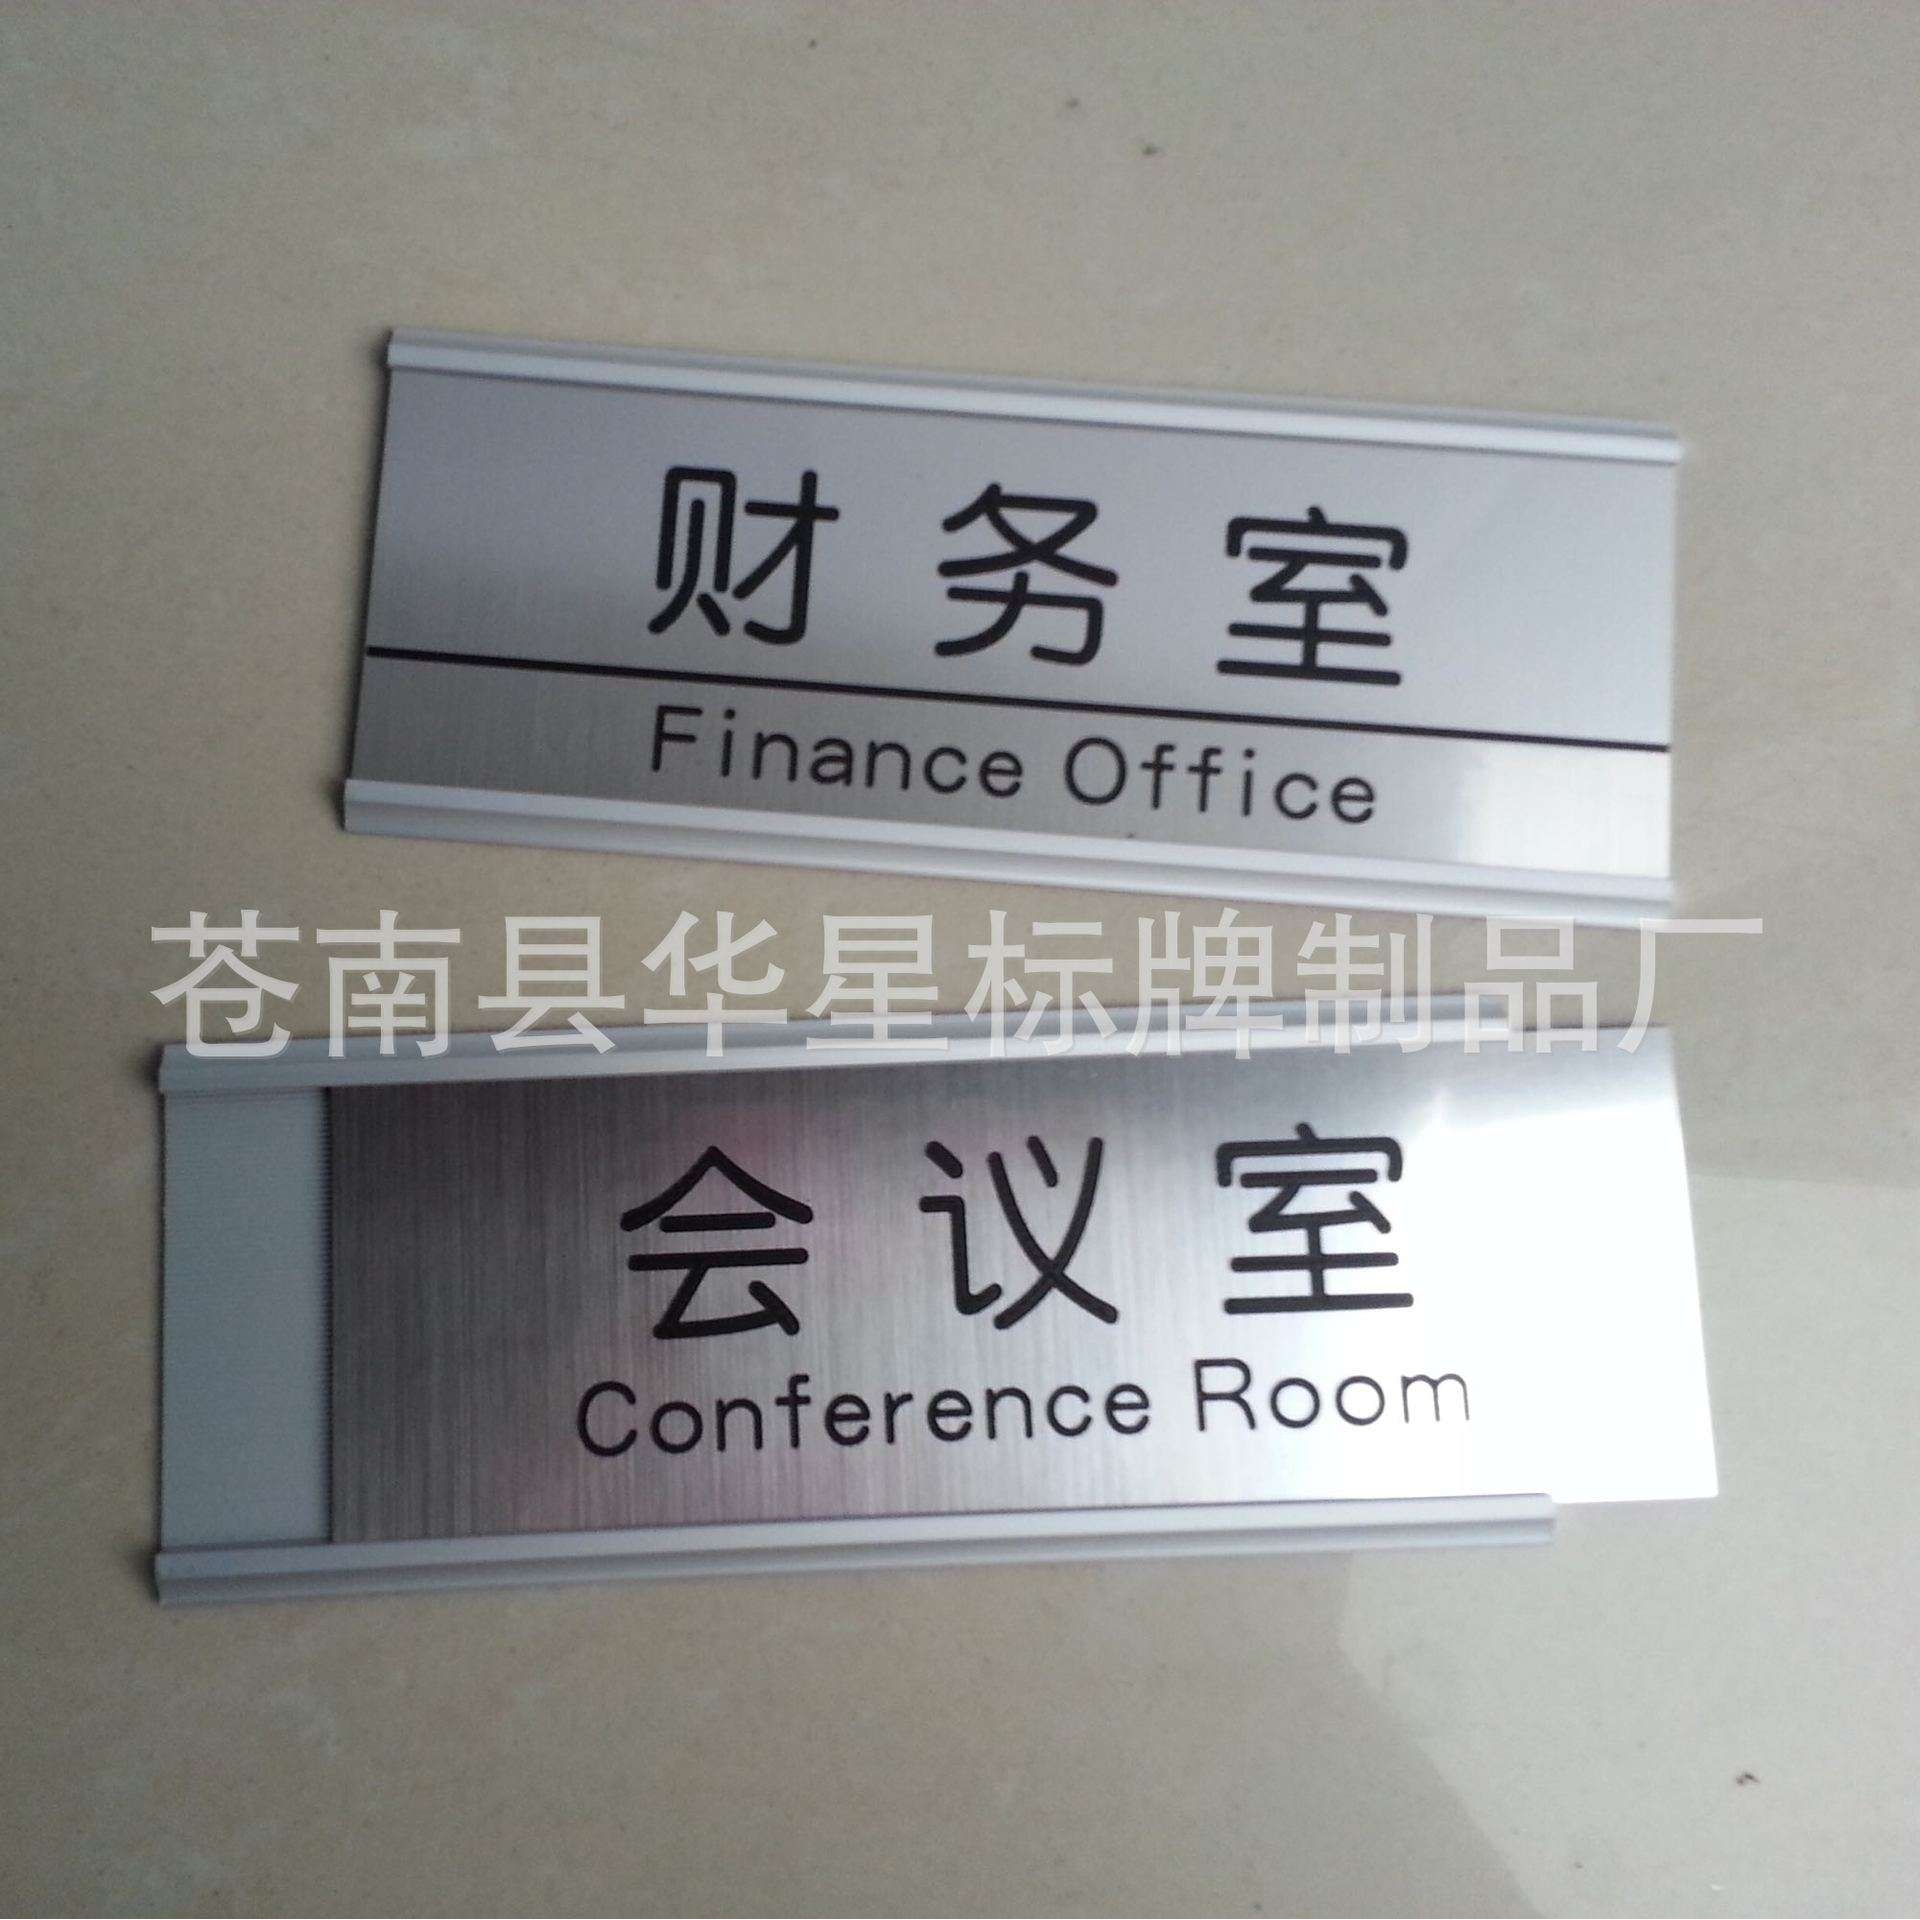 财务室
Finance Office
苍南县华星标牌制品厂
会议室
Conference Room